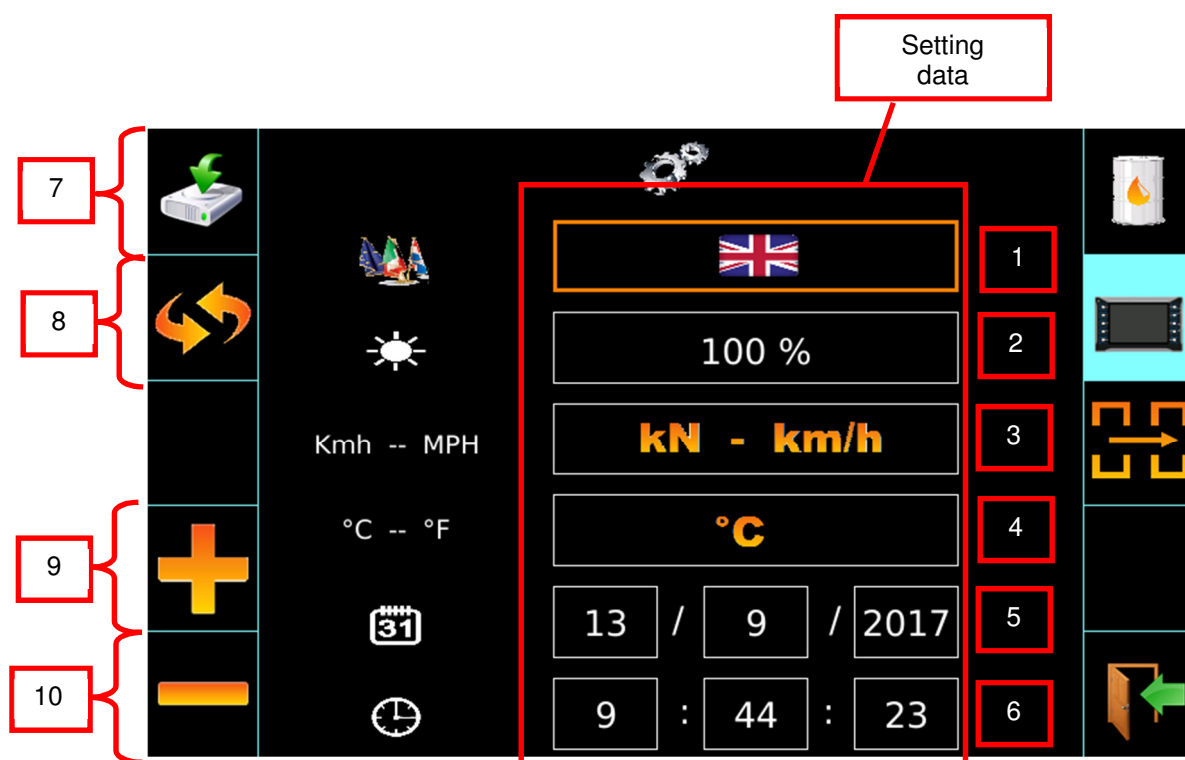 Setting
data
7
1
8
100 %
2
Kmh -- MPH
kN - km/h
3
°C -- °F
°C
4
9
31
13 / 9 / 2017
5
10
9 : 44 : 23
6